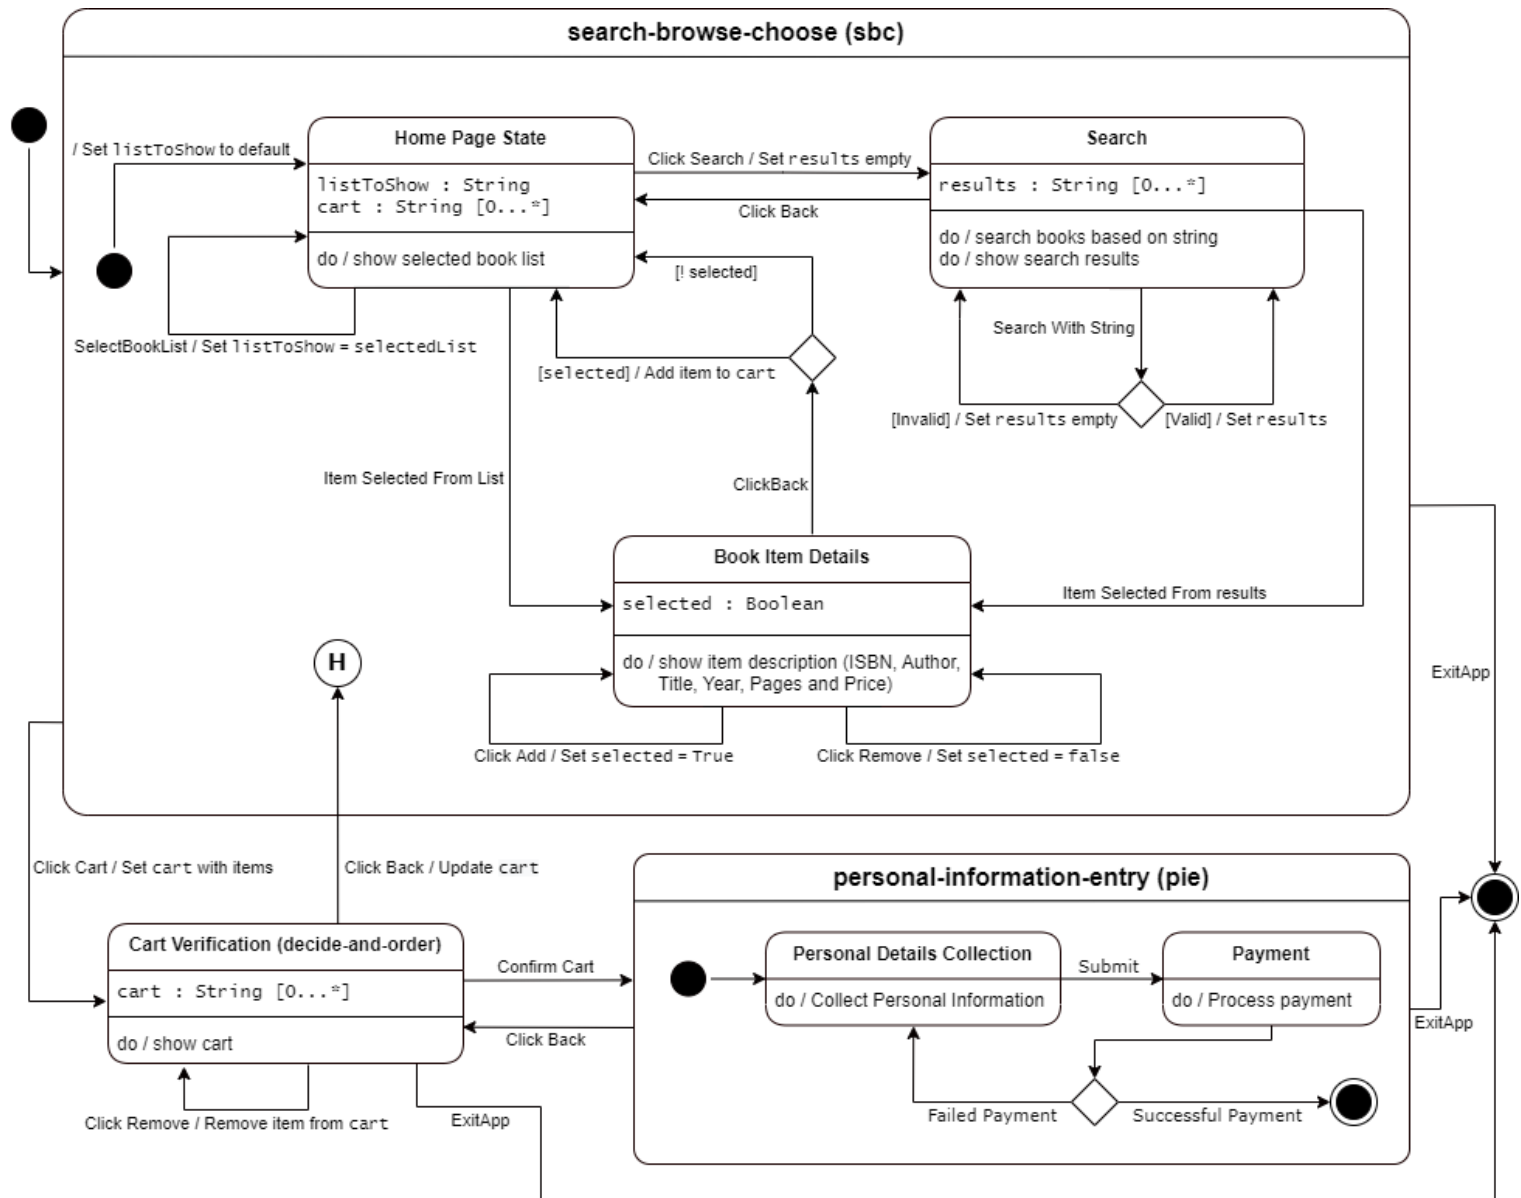 search-browse-choose (sbc)
/ Set listToShow to default
Home Page State
listToShow : String
cart : String [0...*]
do / show selected book list
Click Search / Set results empty
Click Back
Search
results : String [0...*]
do / search books based on string
do / show search results
[! selected]
SelectBookList / Set listToShow = selectedList
[selected] / Add item to cart
Search With String
[Invalid] / Set results empty
[Valid] / Set results
Item Selected From List
ClickBack
Book Item Details
selected : Boolean
do / show item description (ISBN, Author,
Title, Year, Pages and Price)
Item Selected From results
H
ExitApp
Click Add / Set selected = True
Click Remove / Set selected = false
Click Cart / Set cart with items
Click Back / Update cart
personal-information-entry (pie)
Cart Verification (decide-and-order)
cart : String [0...*]
do / show cart
Confirm Cart
Click Back
Personal Details Collection
do / Collect Personal Information
Submit
Payment
do / Process payment
ExitApp
Failed Payment
Successful Payment
Click Remove / Remove item from cart
ExitApp